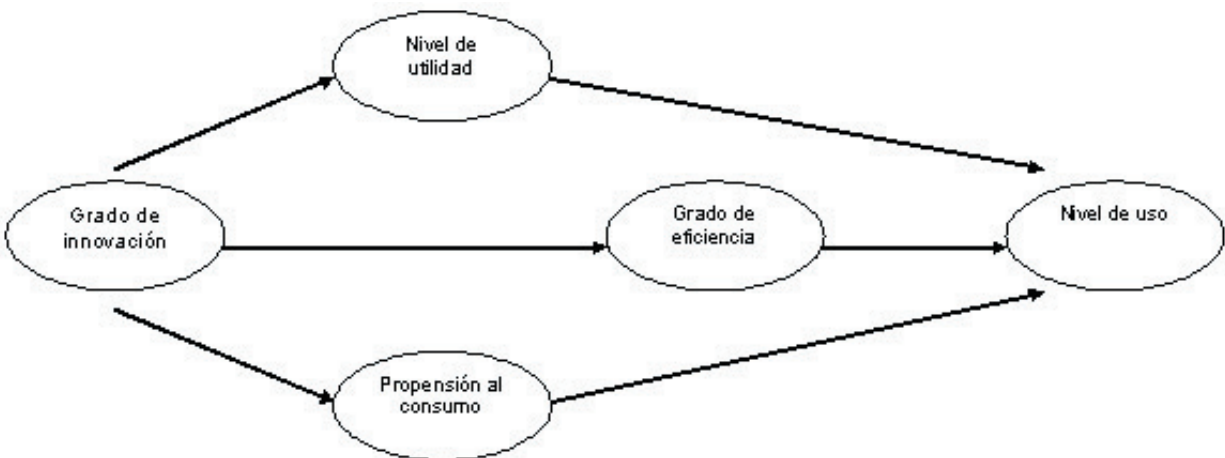 Nivel de
utilidad
Grado de
innovación
Grado de
eficiencia
Nivel de uso
Propensión al
consumo